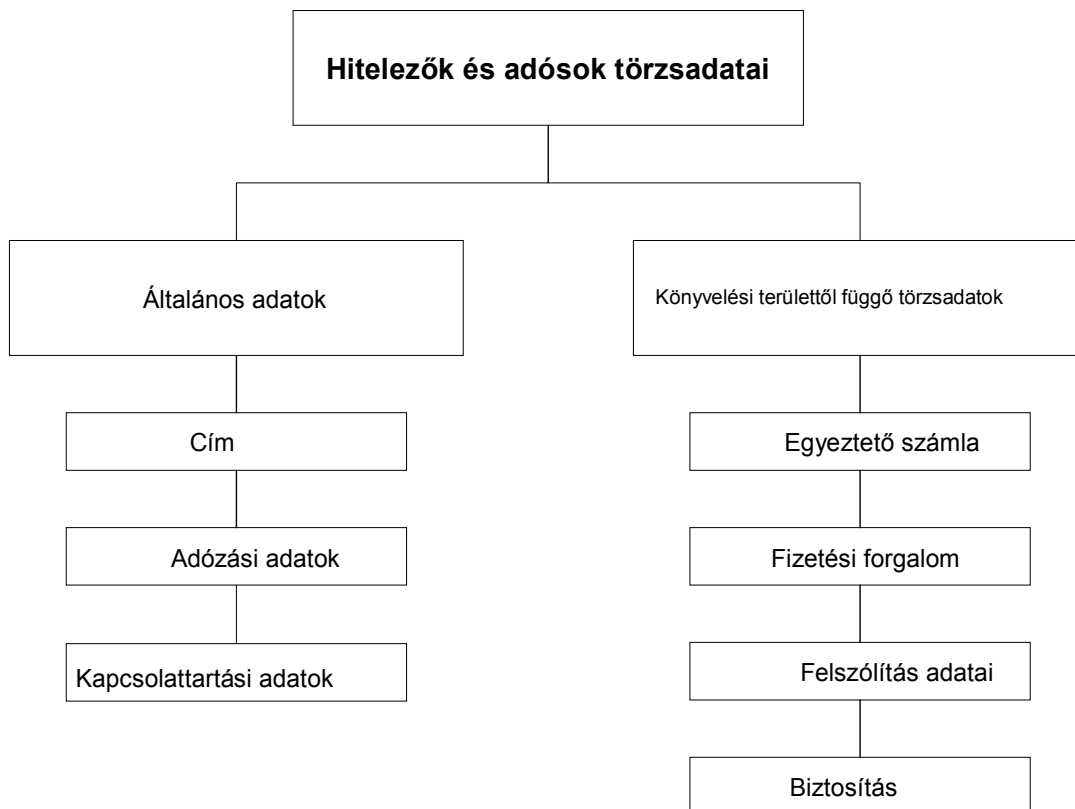 Hitelezők és adósok törzsadatai
Általános adatok
Könyvelési területtől függő törzsadatok
Cím
Egyeztető számla
Adózási adatok
Fizetési forgalom
Kapcsolattartási adatok
Felszólítás adatai
Biztosítás